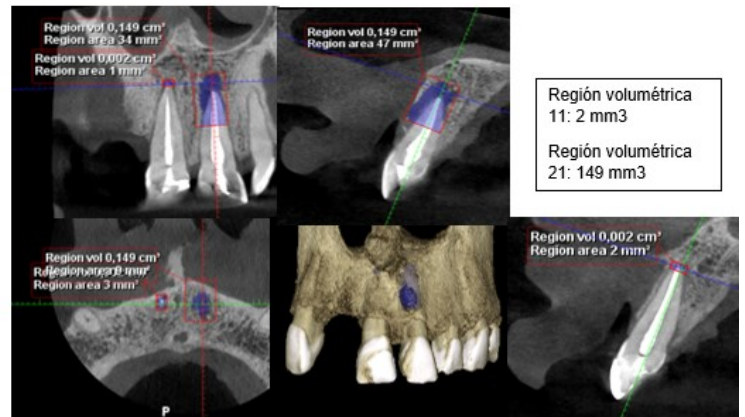 Region vol 0,149 cm³
Region area 34 mm²
Region vol 0,002 cm³
Region area 1 mm²
Region vol 0,149 cm³
Region area 47 mm²
Región volumétrica
11: 2 mm3
Región volumétrica
21: 149 mm3
Region vol 0,149 cm³
Region area
Region area 3 mm²
Region vol 0,002 cm³
Region area 2 mm²
P